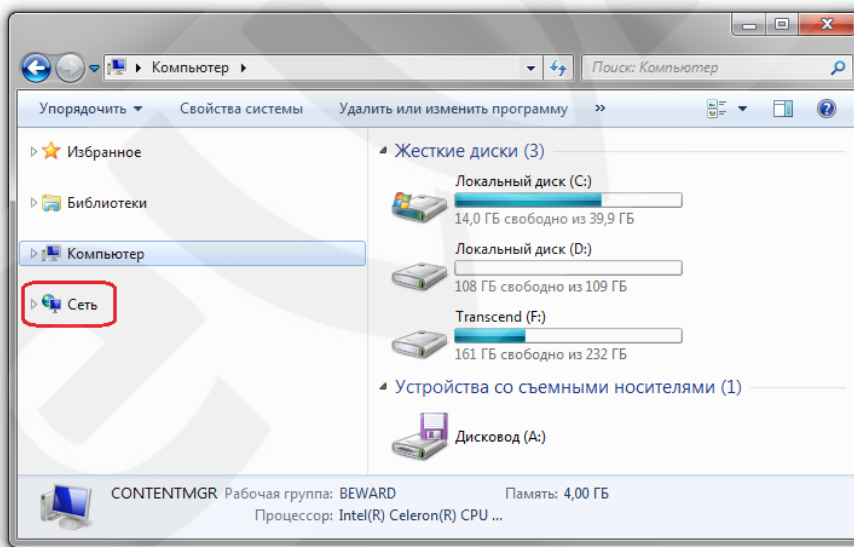 Компьютер
Поиск: Компьютер
Упорядочить Свойства системы Удалить или изменить программу »
Избранное
Библиотеки
Компьютер
Сеть
Жесткие диски (3)
Локальный диск (C:)
14,0 ГБ свободно из 39,9 ГБ
Локальный диск (D:)
108 ГБ свободно из 109 ГБ
Transcend (F:)
161 ГБ свободно из 232 ГБ
Устройства со съемными носителями (1)
Дисковод (A:)
CONTENTMGR Рабочая группа: BEWARD Память: 4,00 ГБ
Процессор: Intel(R) Celeron(R) CPU ...